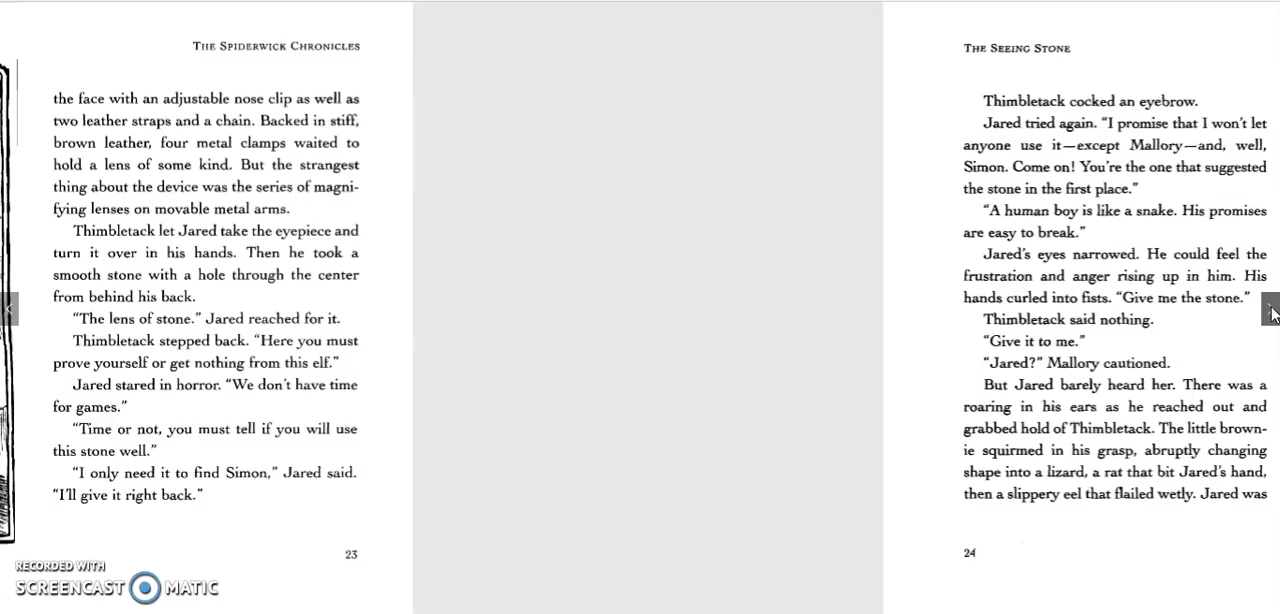 THE SPIDERWICK CHRONICLES
the face with an adjustable nose clip as well as
two leather straps and a chain. Backed in stiff,
brown leather, four metal clamps waited to
hold a lens of some kind. But the strangest
thing about the device was the series of magni-
fying lenses on movable metal arms.
Thimbletack let Jared take the eyepiece and
turn it over in his hands. Then he took a
smooth stone with a hole through the center
from behind his back.
“The lens of stone.” Jared reached for it.
Thimbletack stepped back. “Here you must
prove yourself or get nothing from this elf.”
Jared stared in horror. “We don’t have time
for games.”
“Time or not, you must tell if you will use
this stone well.”
“I only need it to find Simon,” Jared said.
“I’ll give it right back.”
23
THE SEEING STONE
Thimbletack cocked an eyebrow.
Jared tried again. “I promise that I won’t let
anyone use it—except Mallory—and, well,
Simon. Come on! You’re the one that suggested
the stone in the first place.”
“A human boy is like a snake. His promises
are easy to break.”
Jared’s eyes narrowed. He could feel the
frustration and anger rising up in him. His
hands curled into fists. “Give me the stone.”
Thimbletack said nothing.
“Give it to me.”
“Jared?” Mallory cautioned.
But Jared barely heard her. There was a
roaring in his ears as he reached out and
grabbed hold of Thimbletack. The little brown-
ie squirmed in his grasp, abruptly changing
shape into a lizard, a rat that bit Jared’s hand,
then a slippery eel that flailed wetly. Jared was
24
RECORDED WITH
SCREENCAST MATIC